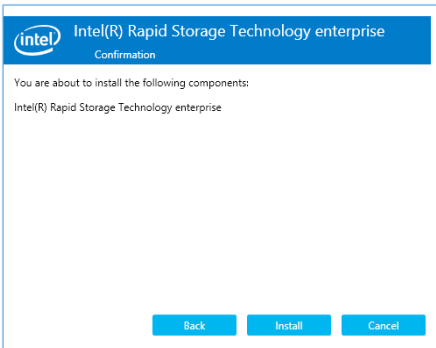 intel Intel(R) Rapid Storage Technology enterprise
Confirmation
You are about to install the following components:
Intel(R) Rapid Storage Technology enterprise
Back Install Cancel